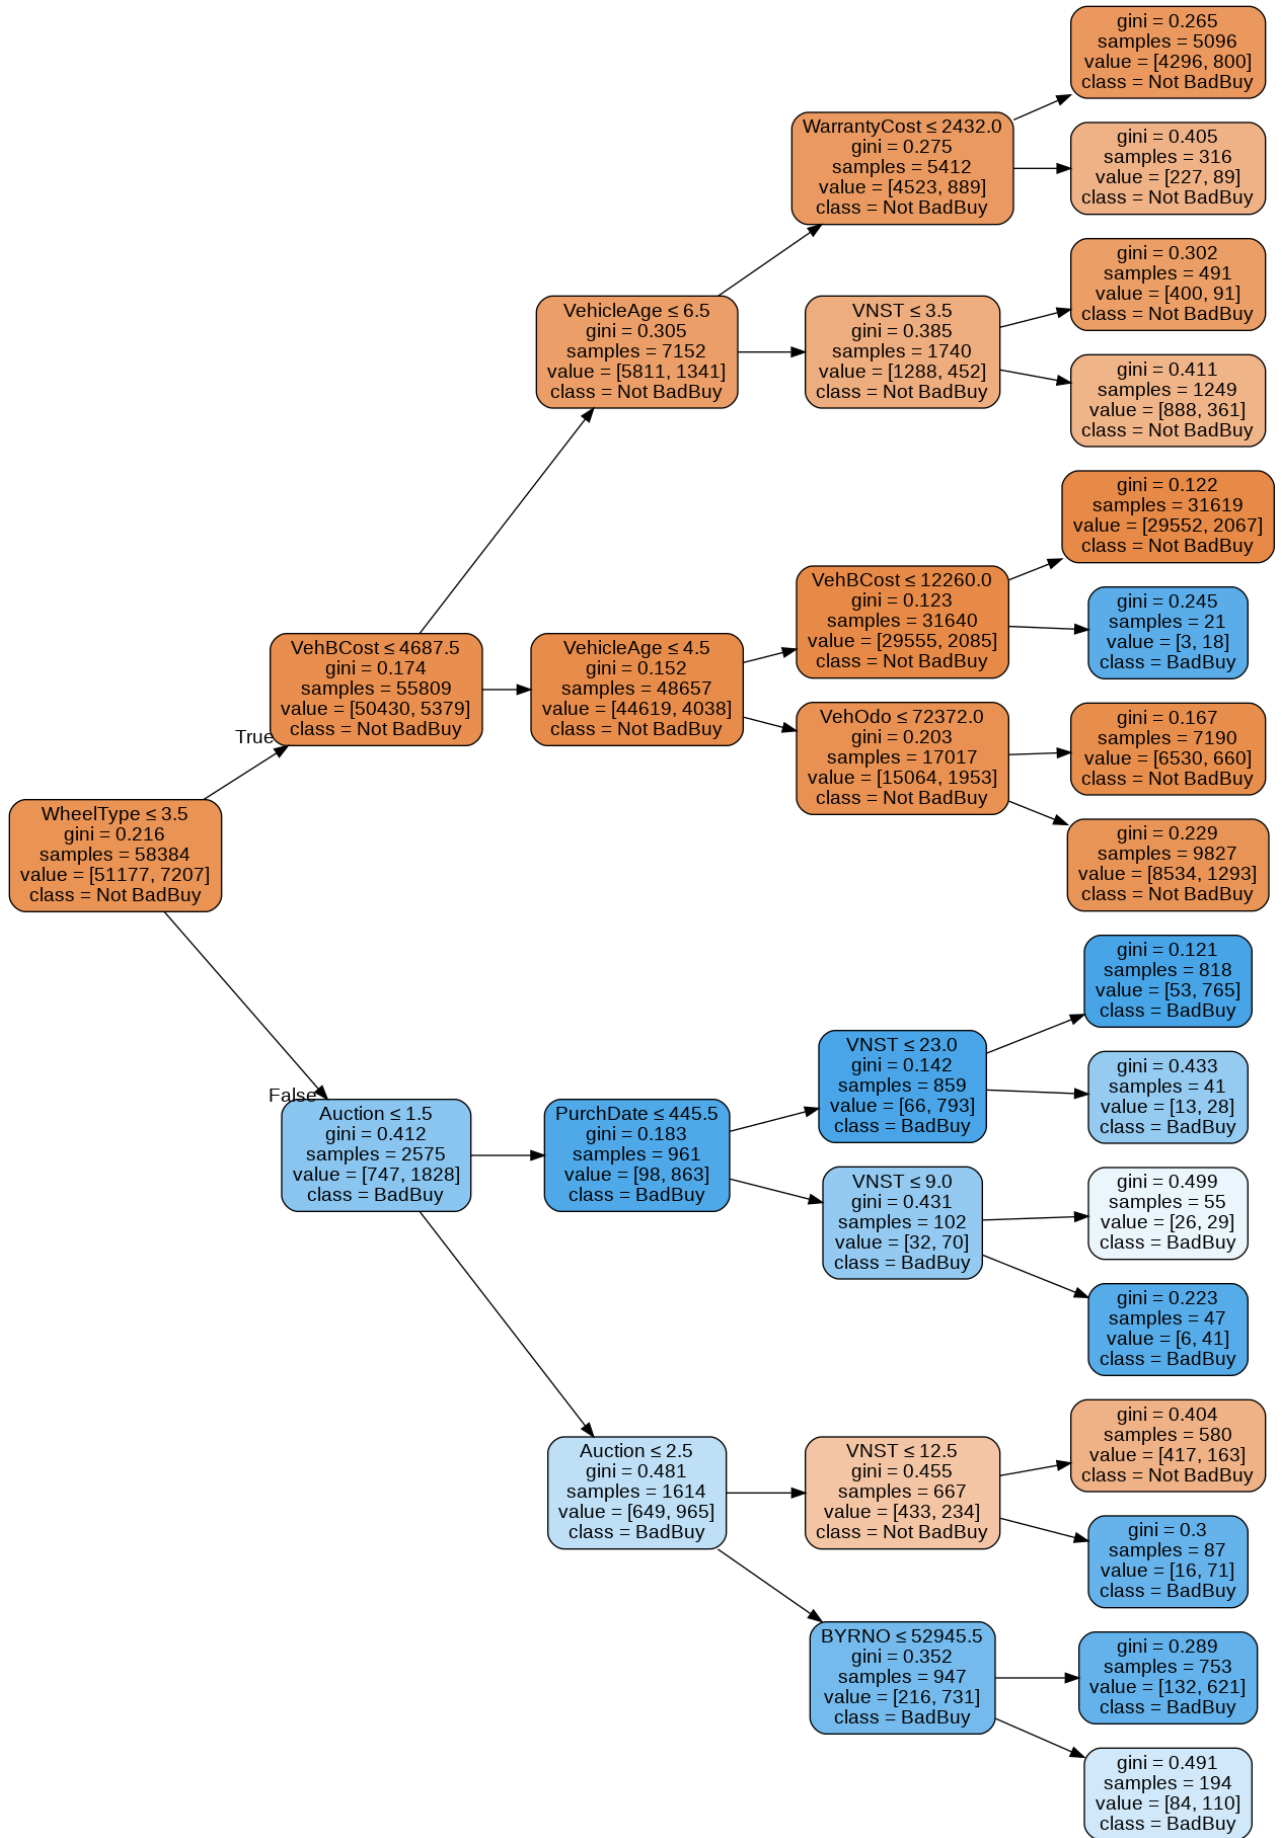 gini = 0.265
samples = 5096
value = [4296, 800]
class = Not BadBuy
WarrantyCost ≤ 2432.0
gini = 0.275
samples = 5412
value = [4523, 889]
class = Not BadBuy
gini = 0.405
samples = 316
value = [227, 89]
class = Not BadBuy
gini = 0.302
samples = 491
value = [400, 91]
class = Not BadBuy
VehicleAge ≤ 6.5
gini = 0.305
samples = 7152
value = [5811, 1341]
class = Not BadBuy
VNST ≤ 3.5
gini = 0.385
samples = 1740
value = [1288, 452]
class = Not BadBuy
gini = 0.411
samples = 1249
value = [888, 361]
class = Not BadBuy
gini = 0.122
samples = 31619
value = [29552, 2067]
class = Not BadBuy
VehBCost ≤ 12260.0
gini = 0.123
samples = 31640
value = [29555, 2085]
class = Not BadBuy
gini = 0.245
samples = 21
value = [3, 18]
class = BadBuy
VehBCost ≤ 4687.5
gini = 0.174
samples = 55809
value = [50430, 5379]
class = Not BadBuy
VehicleAge ≤ 4.5
gini = 0.152
samples = 48657
value = [44619, 4038]
class = Not BadBuy
VehOdo ≤ 72372.0
gini = 0.203
samples = 17017
value = [15064, 1953]
class = Not BadBuy
gini = 0.167
samples = 7190
value = [6530, 660]
class = Not BadBuy
True
WheelType ≤ 3.5
gini = 0.216
samples = 58384
value = [51177, 7207]
class = Not BadBuy
gini = 0.229
samples = 9827
value = [8534, 1293]
class = Not BadBuy
gini = 0.121
samples = 818
value = [53, 765]
class = BadBuy
VNST ≤ 23.0
gini = 0.142
samples = 859
value = [66, 793]
class = BadBuy
gini = 0.433
samples = 41
value = [13, 28]
class = BadBuy
False
Auction ≤ 1.5
gini = 0.412
samples = 2575
value = [747, 1828]
class = BadBuy
PurchDate ≤ 445.5
gini = 0.183
samples = 961
value = [98, 863]
class = BadBuy
VNST ≤ 9.0
gini = 0.431
samples = 102
value = [32, 70]
class = BadBuy
gini = 0.499
samples = 55
value = [26, 29]
class = BadBuy
gini = 0.223
samples = 47
value = [6, 41]
class = BadBuy
gini = 0.404
samples = 580
value = [417, 163]
class = Not BadBuy
Auction ≤ 2.5
gini = 0.481
samples = 1614
value = [649, 965]
class = BadBuy
VNST ≤ 12.5
gini = 0.455
samples = 667
value = [433, 234]
class = Not BadBuy
gini = 0.3
samples = 87
value = [16, 71]
class = BadBuy
BYRNO ≤ 52945.5
gini = 0.352
samples = 947
value = [216, 731]
class = BadBuy
gini = 0.289
samples = 753
value = [132, 621]
class = BadBuy
gini = 0.491
samples = 194
value = [84, 110]
class = BadBuy